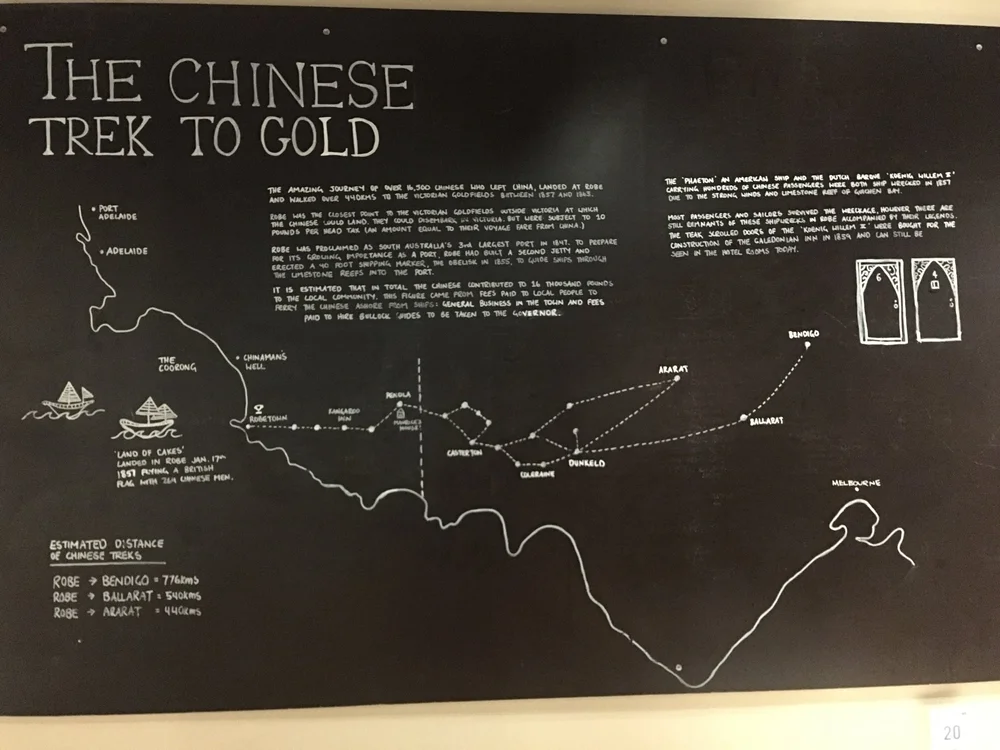 THE CHINESE
TREK TO GOLD
THE AMAZING JOURNEY OF OVER 16,500 CHINESE WHO LEFT CHINA, LANDED AT ROBE
AND WALKED OVER 440KMS TO THE VICTORIAN GOLDFIELDS BETWEEN 1857 AND 1863.
ROBE WAS THE CLOSEST POINT TO THE VICTORIAN GOLDFIELDS OUTSIDE VICTORIA AT WHICH
THE CHINESE COULD LAND. THEY COULD DISEMBARK IN VICTORIA BUT WERE SUBJECT TO 10
POUNDS PER HEAD TAX (AN AMOUNT EQUAL TO THEIR VOYAGE FARE FROM CHINA.)
ROBE WAS PROCLAIMED AS SOUTH AUSTRALIA'S 3rd LARGEST PORT IN 1847. TO PREPARE
FOR ITS GROWING IMPORTANCE AS A PORT, ROBE HAD BUILT A SECOND JETTY AND
ERECTED A 40 FOOT SHIPPING MARKER, THE OBELISK IN 1855, TO GUIDE SHIPS THROUGH
THE LIMESTONE REEFS INTO THE PORT.
IT IS ESTIMATED THAT IN TOTAL THE CHINESE CONTRIBUTED TO 16 THOUSAND POUNDS
TO THE LOCAL COMMUNITY. THIS FIGURE CAME FROM FEES PAID TO LOCAL PEOPLE TO
FERRY THE CHINESE ASHORE FROM SHIPS: GENERAL BUSINESS IN THE TOWN AND FEES
PAID TO HIRE BULLOCK GUIDES TO BE TAKEN TO THE GOVERNOR.
THE 'PHAETON' AN AMERICAN SHIP AND THE DUTCH BARQUE 'KOENIG WILLEM II'
CARRYING HUNDREDS OF CHINESE PASSENGERS WERE BOTH SHIP WRECKED IN 1857
DUE TO THE STRONG WINDS AND LIMESTONE REEF OF GUICHEN BAY.
MOST PASSENGERS AND SAILORS SURVIVED THE WRECKAGE, HOWEVER THERE ARE
STILL REMNANTS OF THESE SHIPWRECKS IN ROBE ACCOMPANIED BY THEIR LEGENDS.
THE TEAK SCROLLED DOORS OF THE 'KOENIG WILLEM II' WERE BOUGHT FOR THE
CONSTRUCTION OF THE CALEDONIAN INN IN 1859 AND CAN STILL BE
SEEN IN THE HOTEL ROOMS TODAY.
6
4
PORT
ADELAIDE
ADELAIDE
THE
COORONG
CHINAMAN'S
WELL
ROBETOWN
KANGAROO
INN
PENOLA
HOUSE
CASTERTON
COLERAINE
DUNKELD
ARARAT
BALLARAT
BENDIGO
MELBOURNE
'LAND OF CAKES'
LANDED IN ROBE JAN. 17th
1857 FLYING A BRITISH
FLAG WITH 264 CHINESE MEN.
ESTIMATED DISTANCE
OF CHINESE TREKS
ROBE → BENDIGO = 776kms
ROBE → BALLARAT = 540kms
ROBE → ARARAT = 440kms
20